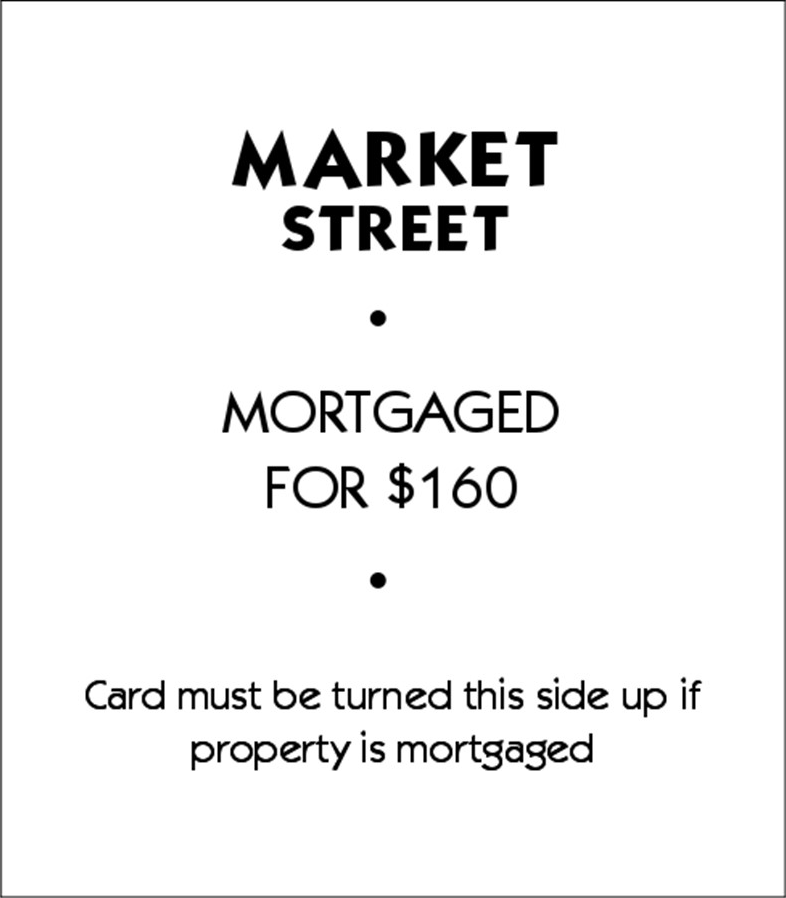 MARKET
STREET
•
MORTGAGED
FOR $160
•
Card must be turned this side up if
property is mortgaged